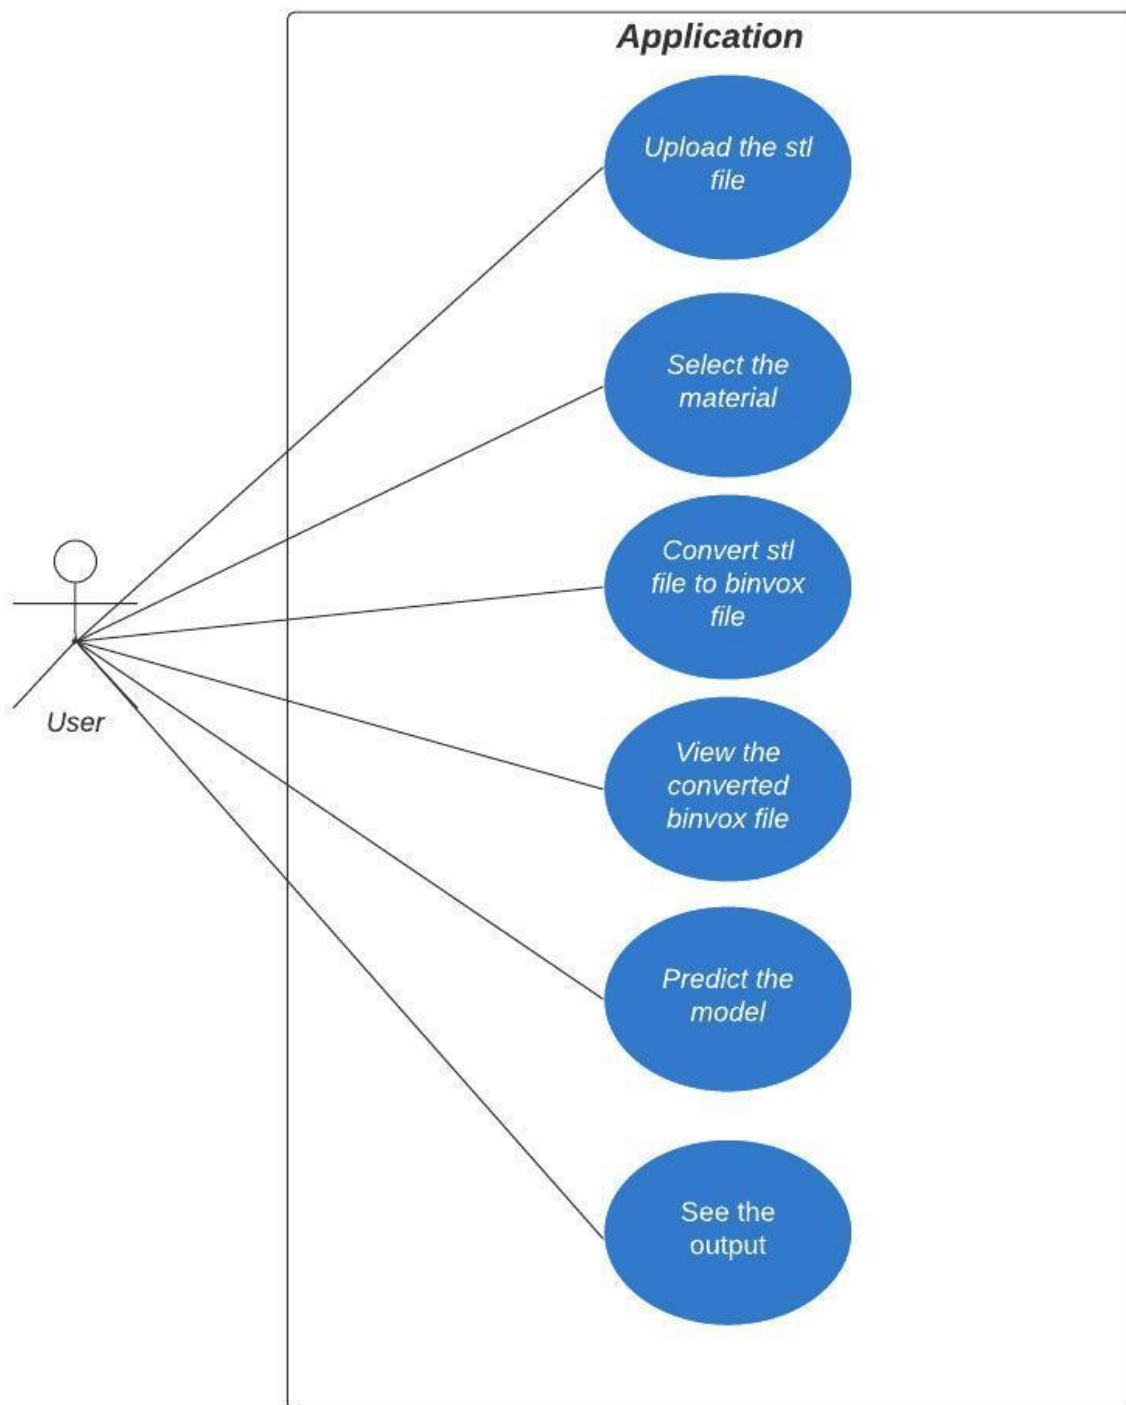 Application
Upload the stl
file
Select the
material
Convert stl
file to binvox
file
User
View the
converted
binvox file
Predict the
model
See the
output